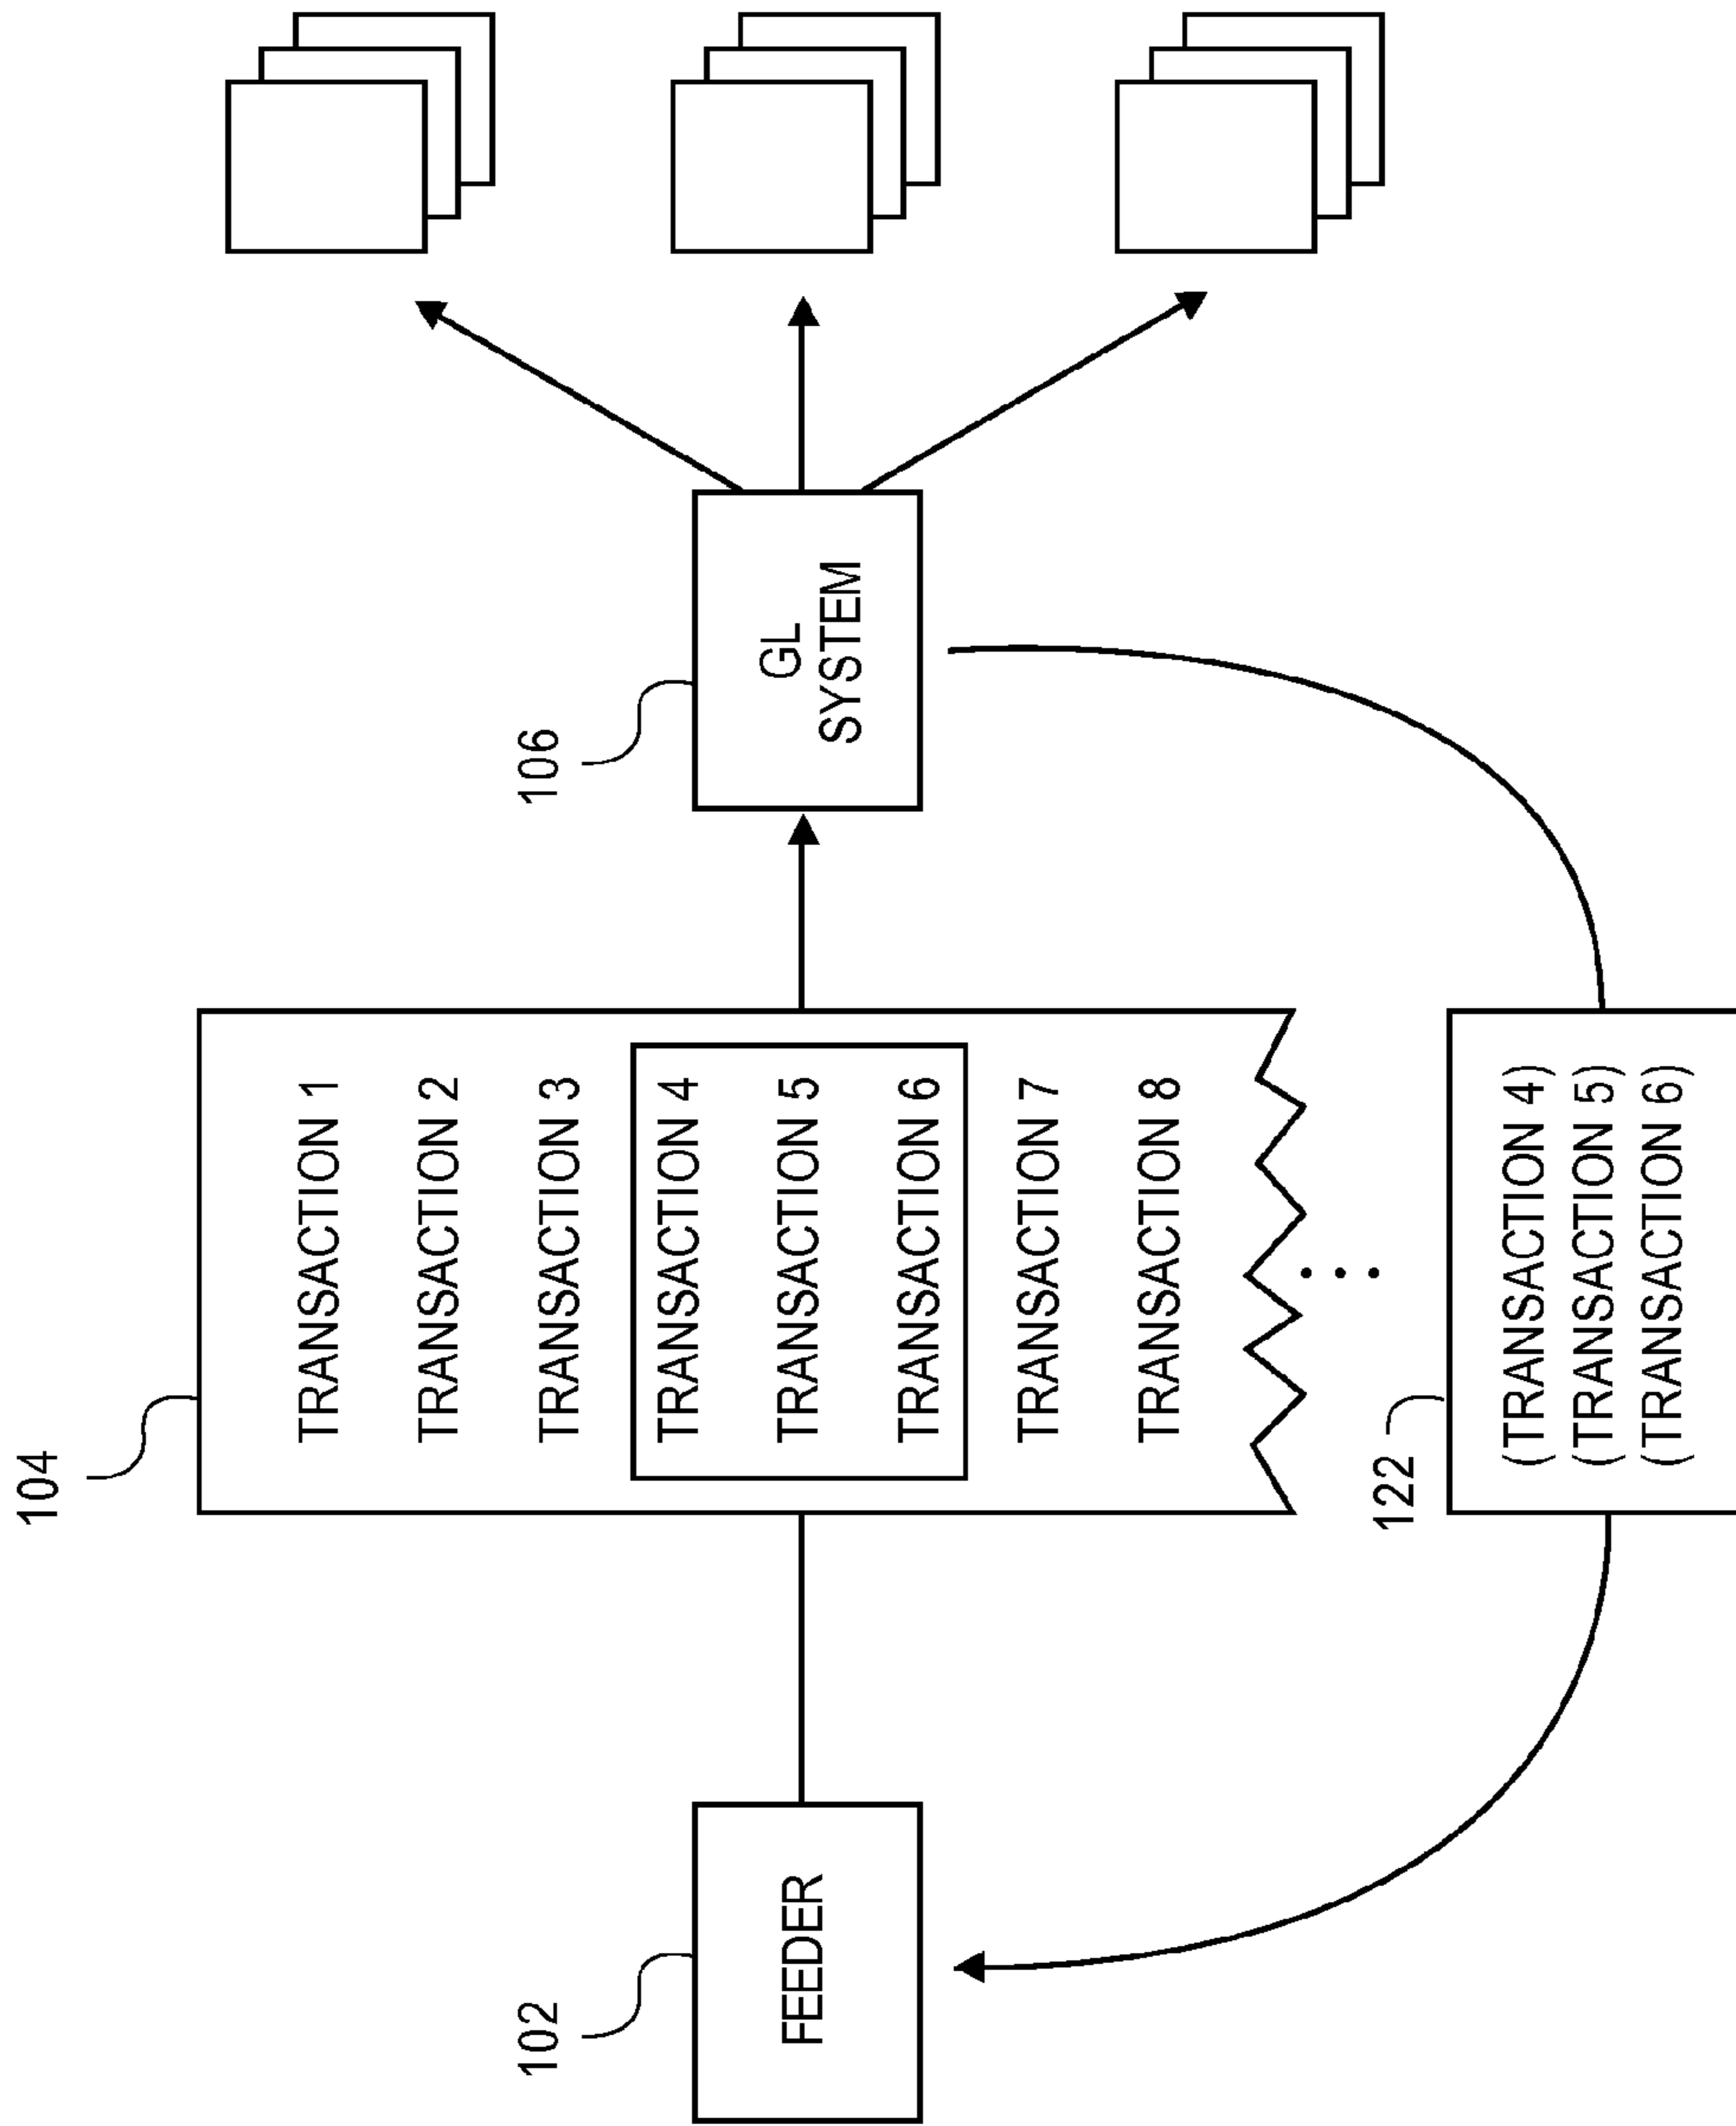 102
FEEDER
104
TRANSACTION 1
TRANSACTION 2
TRANSACTION 3
TRANSACTION 4
TRANSACTION 5
TRANSACTION 6
TRANSACTION 7
TRANSACTION 8
122
(TRANSACTION 4)
(TRANSACTION 5)
(TRANSACTION 6)
106
GL
SYSTEM